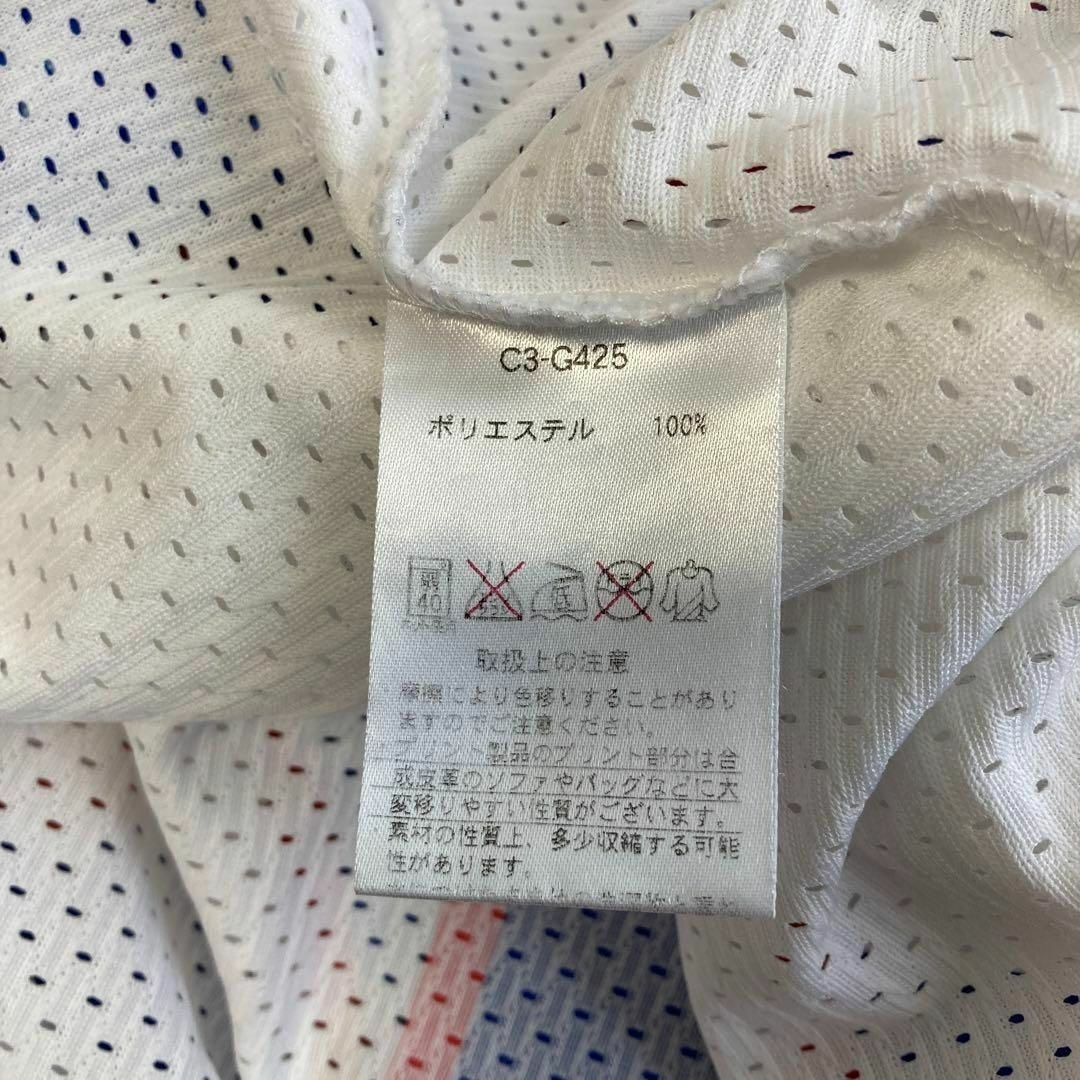 C3-G425
ポリエステル 100%
弱
40
取扱上の注意
・摩擦により色移りすることがあり
ますのでご注意ください。
・プリント製品のプリント部分は合
成皮革のソファやバッグなどに大
変移りやすい性質がございます。
素材の性質上、多少収縮する可能
性があります。